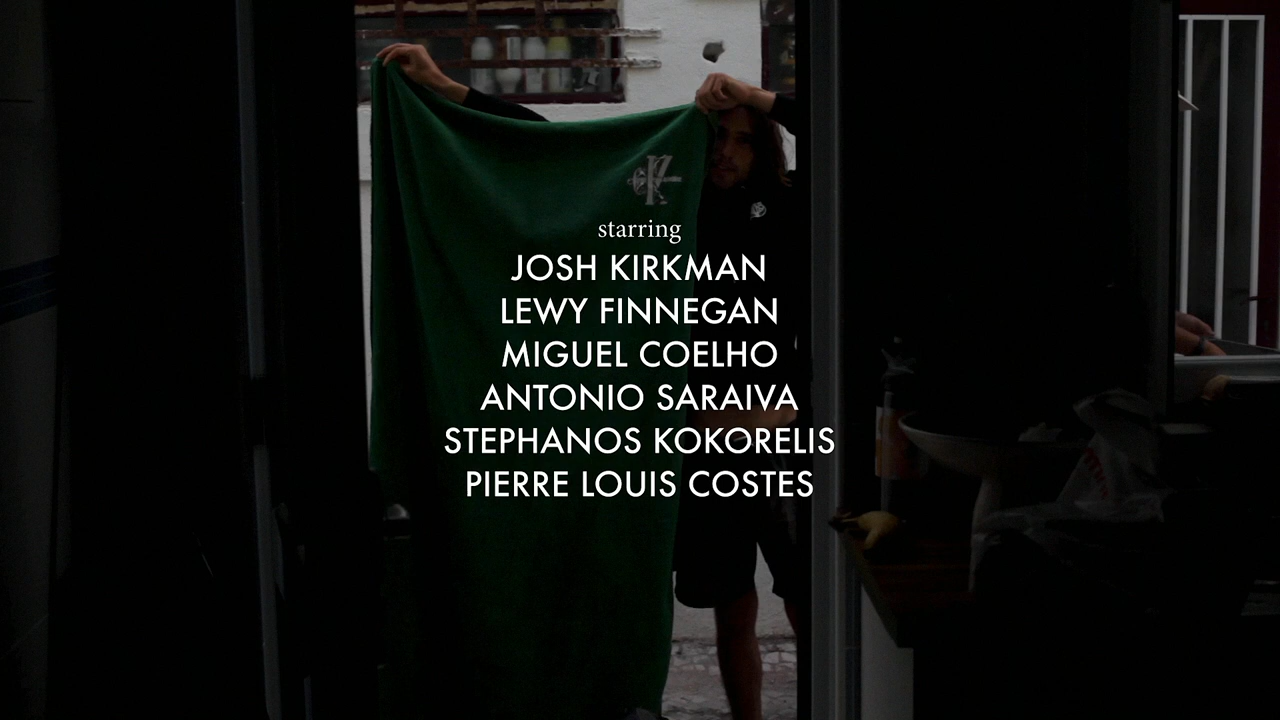 starring
JOSH KIRKMAN
LEWY FINNEGAN
MIGUEL COELHO
ANTONIO SARAIVA
STEPHANOS KOKORELIS
PIERRE LOUIS COSTES